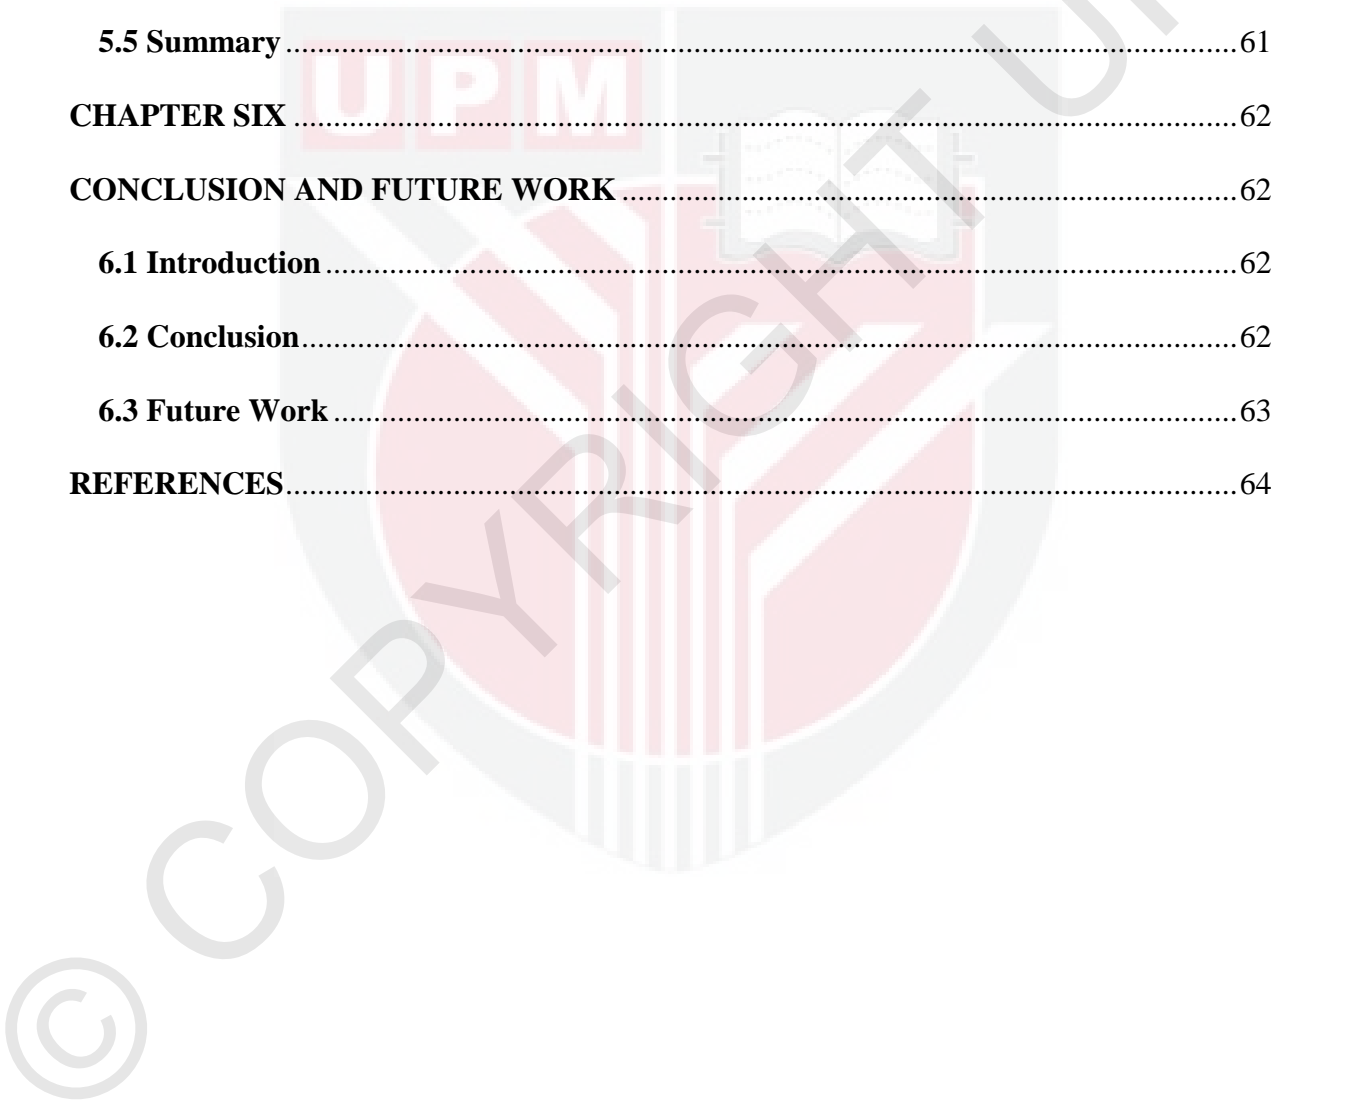 5.5 Summary ........................................................................................................................61
UPM
CHAPTER SIX ........................................................................................................................62
CONCLUSION AND FUTURE WORK ........................................................................62
6.1 Introduction ........................................................................................................................62
6.2 Conclusion ........................................................................................................................62
6.3 Future Work ........................................................................................................................63
REFERENCES ........................................................................................................................64
© COPYRIGHT U